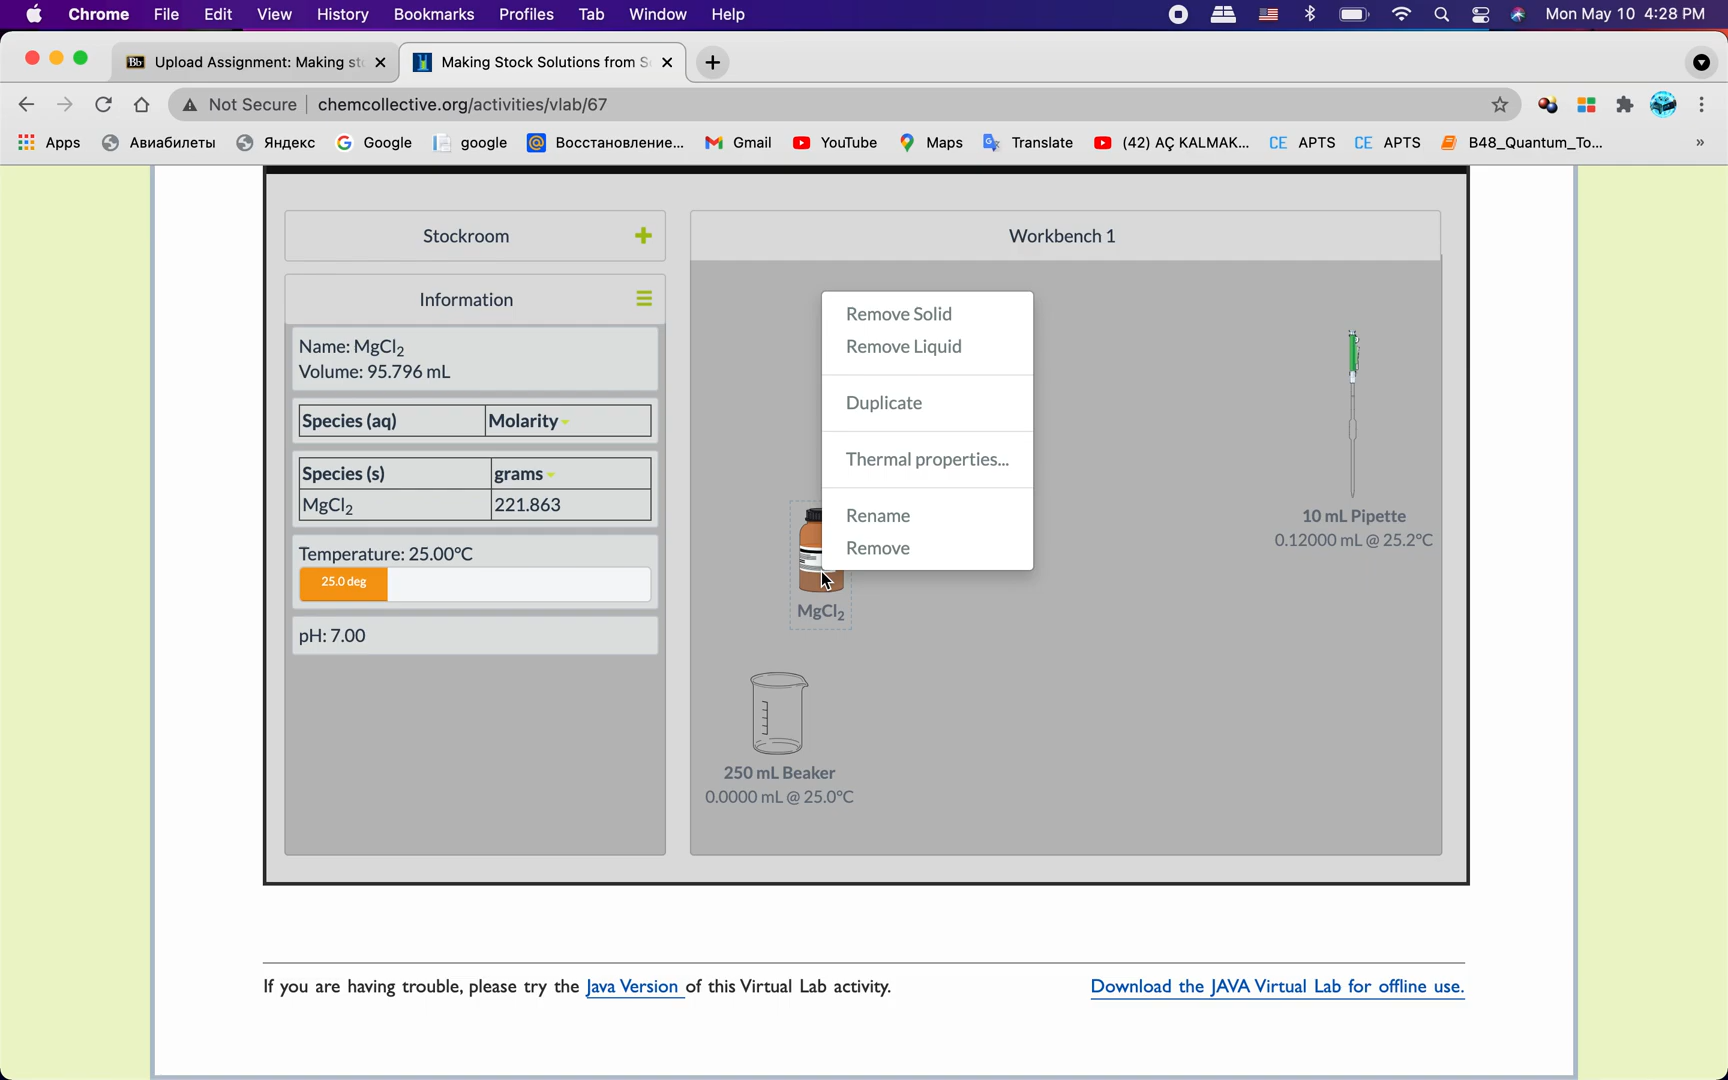 Chrome File Edit View History Bookmarks Profiles Tab Window Help Mon May 10 4:28 PM
Bb Upload Assignment: Making st Making Stock Solutions from S
Not Secure chemcollective.org/activities/vlab/67
Apps Авиабилеты Яндекс Google google Восстановление... Gmail YouTube Maps Translate (42) AÇ KALMAK... CE APTS CE APTS B48_Quantum_To... »
Stockroom
Workbench 1
Information
Name: MgCl₂
Volume: 95.796 mL
Species (aq) Molarity
Species (s) grams
MgCl₂ 221.863
Temperature: 25.00°C
25.0 deg
pH: 7.00
Remove Solid
Remove Liquid
Duplicate
Thermal properties...
Rename
Remove
MgCl₂
10 mL Pipette
0.12000 mL @ 25.2°C
250 mL Beaker
0.0000 mL @ 25.0°C
If you are having trouble, please try the Java Version of this Virtual Lab activity.
Download the JAVA Virtual Lab for offline use.